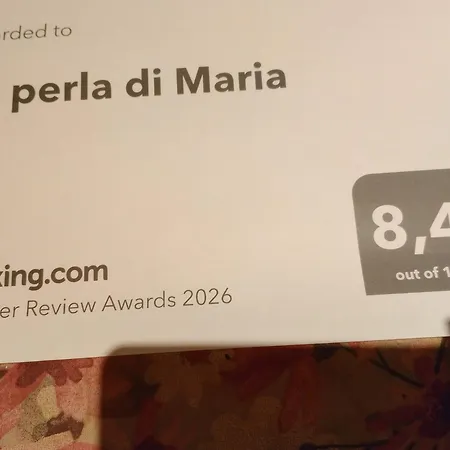 rded to
perla di Maria
8,4
out of 1
king.com
er Review Awards 2026